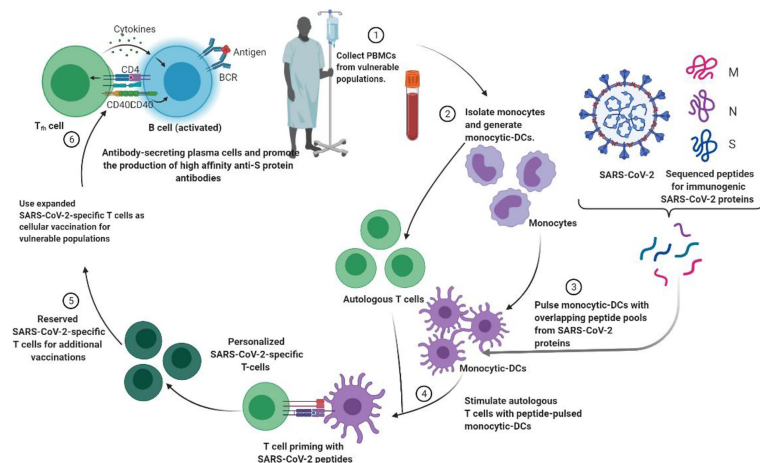 Cytokines
Antigen
CD4
BCR
CD40L
CD40
Tfh cell
B cell (activated)
6
Antibody-secreting plasma cells and promote
the production of high affinity anti-S protein
antibodies
1
Collect PBMCs
from vulnerable
populations.
2
Isolate monocytes
and generate
monocytic-DCs.
Monocytes
M
N
S
SARS-CoV-2
Sequenced peptides
for immunogenic
SARS-CoV-2 proteins
Autologous T cells
3
Pulse monocytic-DCs with
overlapping peptide pools
from SARS-CoV-2
proteins
Monocytic-DCs
4
Stimulate autologous
T cells with peptide-pulsed
monocytic-DCs
Personalized
SARS-CoV-2-specific
T-cells
T cell priming with
SARS-CoV-2 peptides
5
Reserved
SARS-CoV-2-specific
T cells for additional
vaccinations
Use expanded
SARS-CoV-2-specific T cells as
cellular vaccination for
vulnerable populations